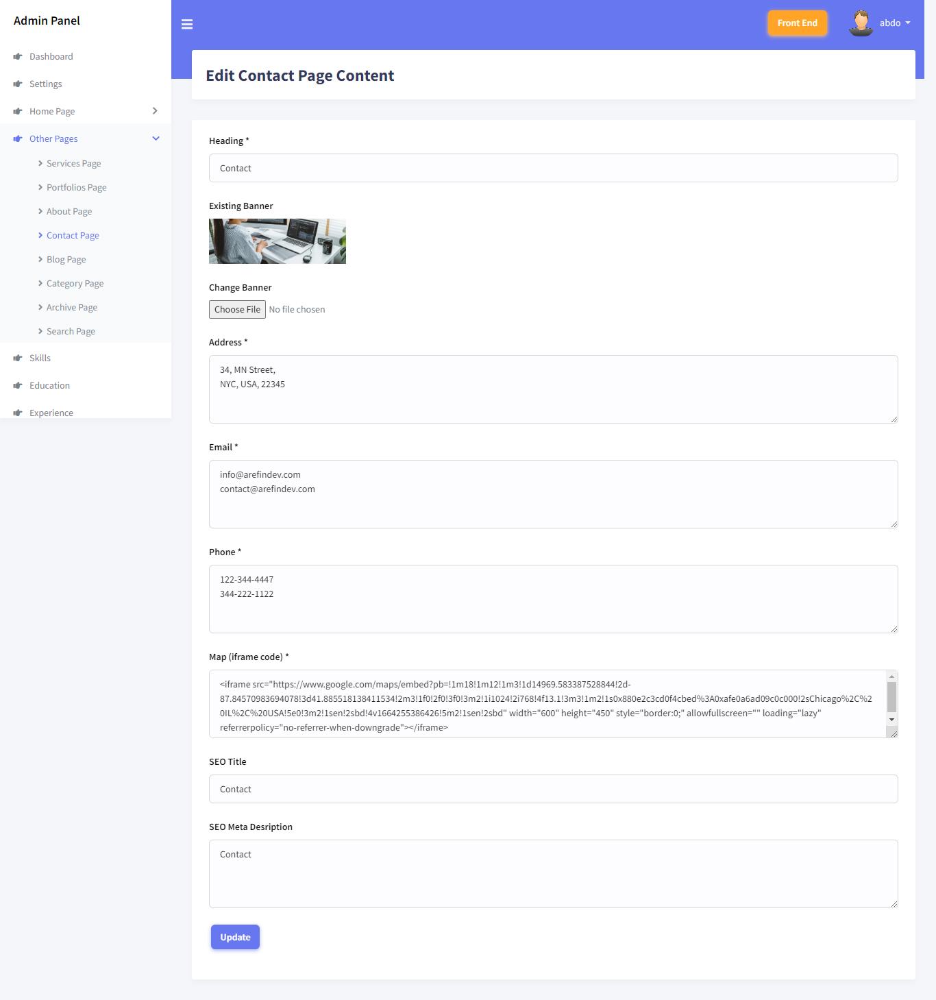 Admin Panel
Front End
abdo
Dashboard
Settings
Home Page
Other Pages
Services Page
Portfolios Page
About Page
Contact Page
Blog Page
Category Page
Archive Page
Search Page
Skills
Education
Experience
Edit Contact Page Content
Heading *
Contact
Existing Banner
Change Banner
Choose File No file chosen
Address *
34, MN Street,
NYC, USA, 22345
Email *
info@arefindev.com
contact@arefindev.com
Phone *
122-344-4447
344-222-1122
Map (iframe code) *
<iframe src="https://www.google.com/maps/embed?pb=!1m18!1m12!1m3!1d14969.583387528844!2d-
87.84570983694078!3d41.885518138411534!2m3!1f0!2f0!3f0!3m2!1i1024!2i768!4f13.1!3m3!1m2!1s0x880e2c3cd0f4cbed%3A0xafe0a6ad09c0c000!2sChicago%2C%2
0IL%2C%20USA!5e0!3m2!1sen!2sbd!4v1664255386426!5m2!1sen!2sbd" width="600" height="450" style="border:0;" allowfullscreen="" loading="lazy"
referrerpolicy="no-referrer-when-downgrade"></iframe>
SEO Title
Contact
SEO Meta Desription
Contact
Update